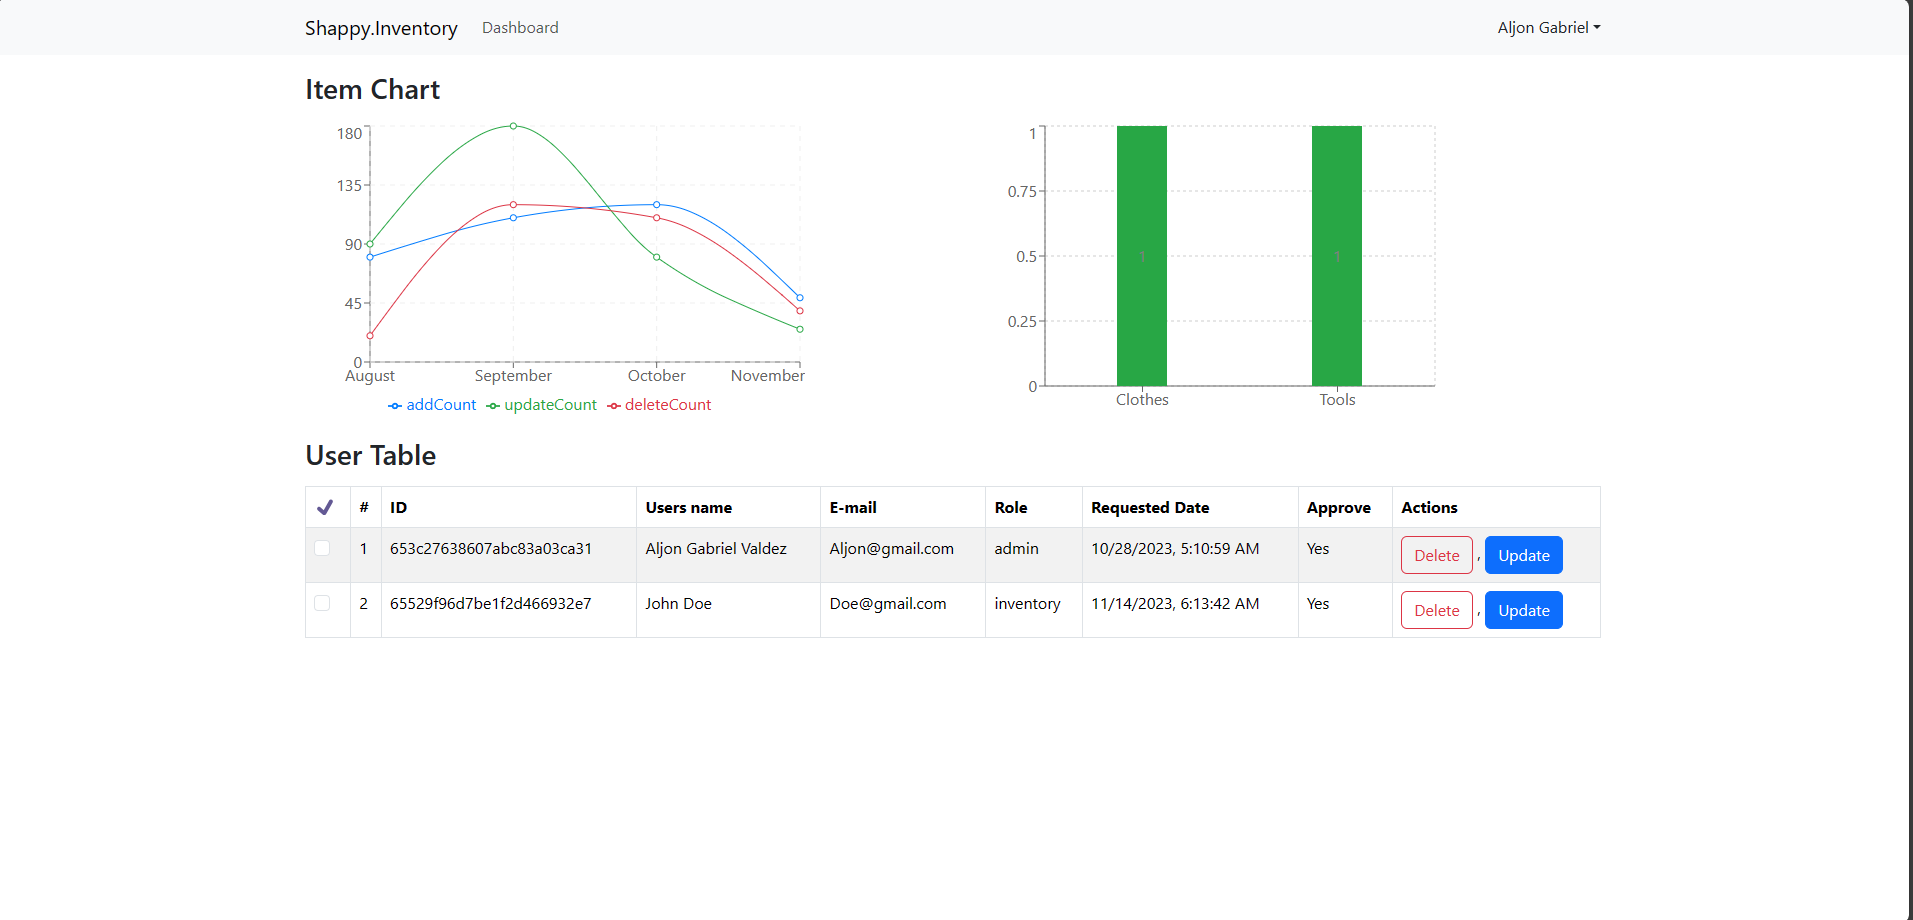 Shappy.Inventory Dashboard Aljon Gabriel
Item Chart
180
135
90
45
0
August September October November
addCount updateCount deleteCount
1
0.75
0.5
0.25
0
1 1
Clothes Tools
User Table
# ID Users name E-mail Role Requested Date Approve Actions
1 653c27638607abc83a03ca31 Aljon Gabriel Valdez Aljon@gmail.com admin 10/28/2023, 5:10:59 AM Yes Delete , Update
2 65529f96d7be1f2d466932e7 John Doe Doe@gmail.com inventory 11/14/2023, 6:13:42 AM Yes Delete , Update